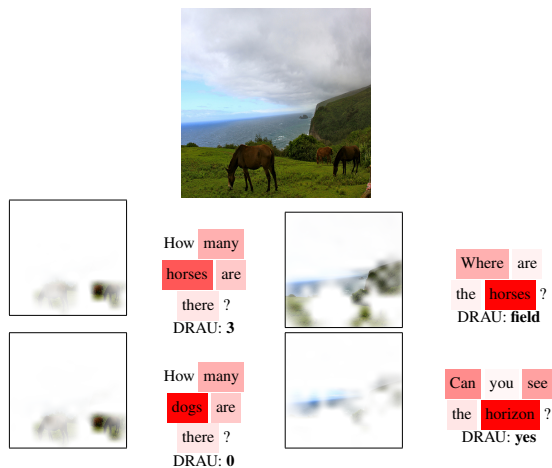 How many
horses are
there ?
DRAU: 3
Where are
the horses ?
DRAU: field
How many
dogs are
there ?
DRAU: 0
Can you see
the horizon ?
DRAU: yes